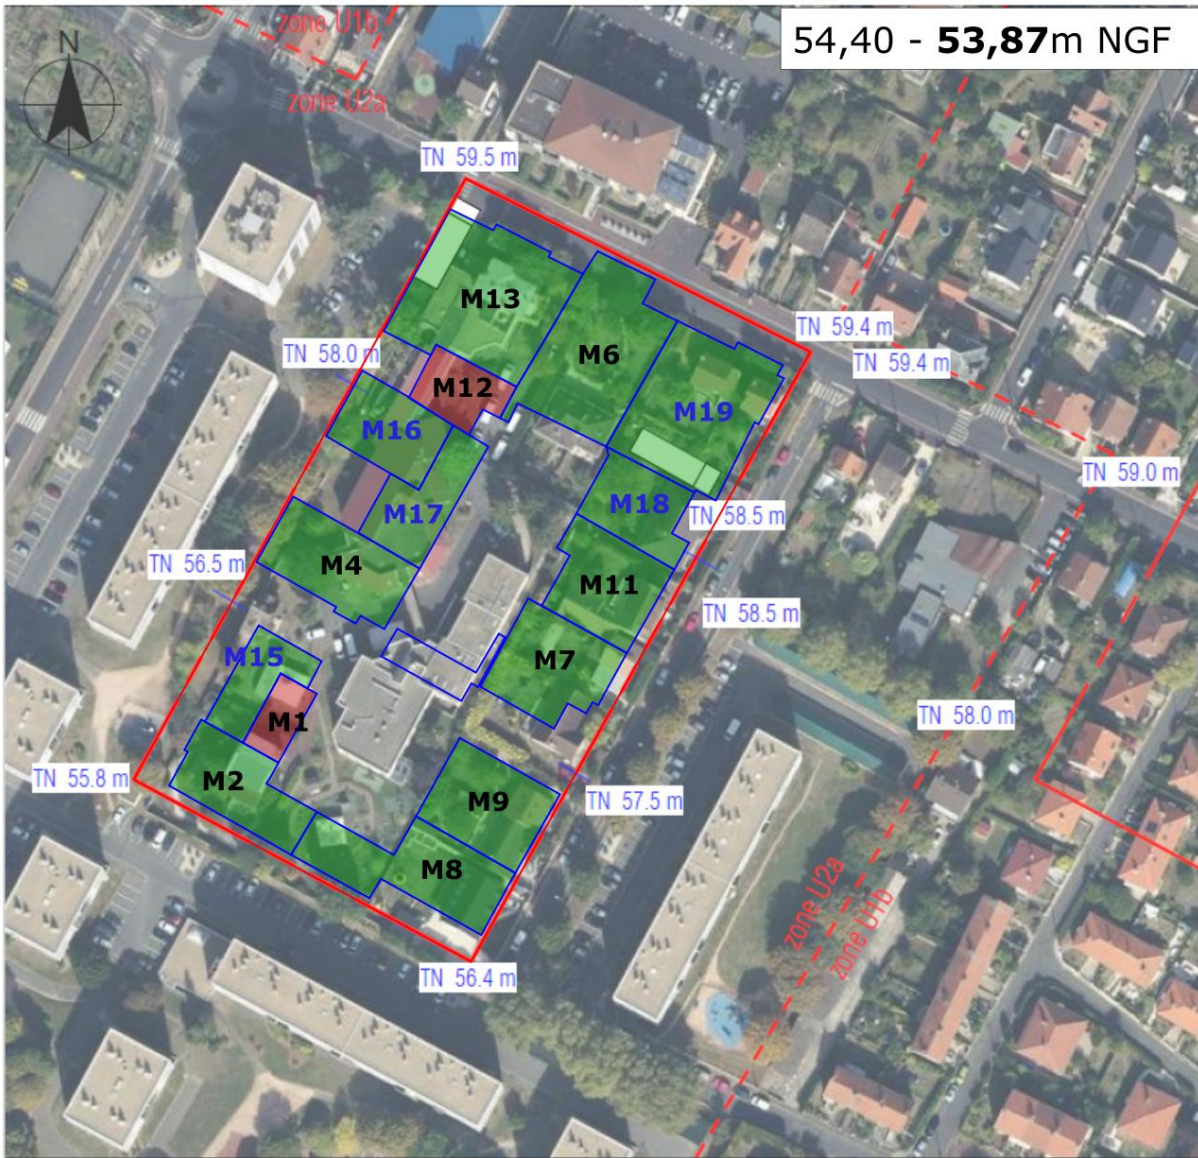 54,40 - 53,87m NGF
N
zone U1b
zone U2a
TN 59.5 m
M13
TN 59.4 m
TN 58.0 m
M6
TN 59.4 m
M12
M19
M16
TN 59.0 m
M17
M18
TN 58.5 m
TN 56.5 m
M4
M11
TN 58.5 m
M15
M7
M1
TN 58.0 m
TN 55.8 m
M2
M9
TN 57.5 m
M8
zone U2a
zone U1b
TN 56.4 m